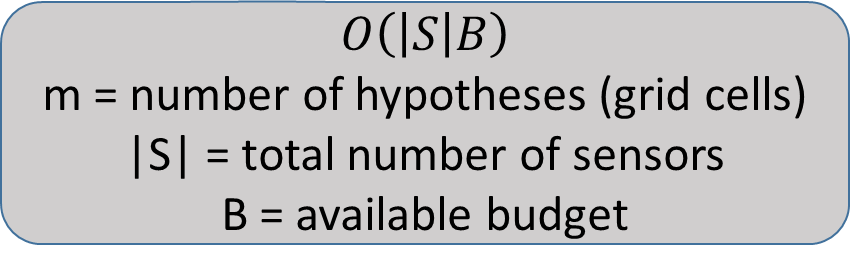 O(|S|B)
m = number of hypotheses (grid cells)
|S| = total number of sensors
B = available budget